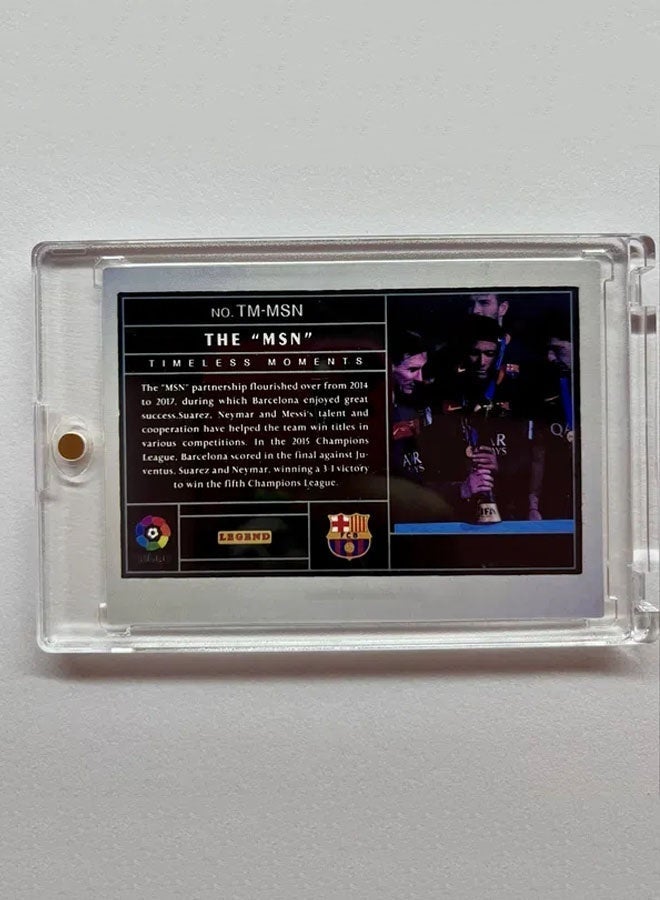 NO. TM-MSN
THE "MSN"
TIMELESS MOMENTS
The "MSN" partnership flourished over from 2014
to 2017, during which Barcelona enjoyed great
success.Suarez, Neymar and Messi's talent and
cooperation have helped the team win titles in
various competitions. In the 2015 Champions
League, Barcelona scored in the final against Ju-
ventus, Suarez and Neymar, winning a 3 1 victory
to win the fifth Champions League.
LEGEND
FCB
FIFA